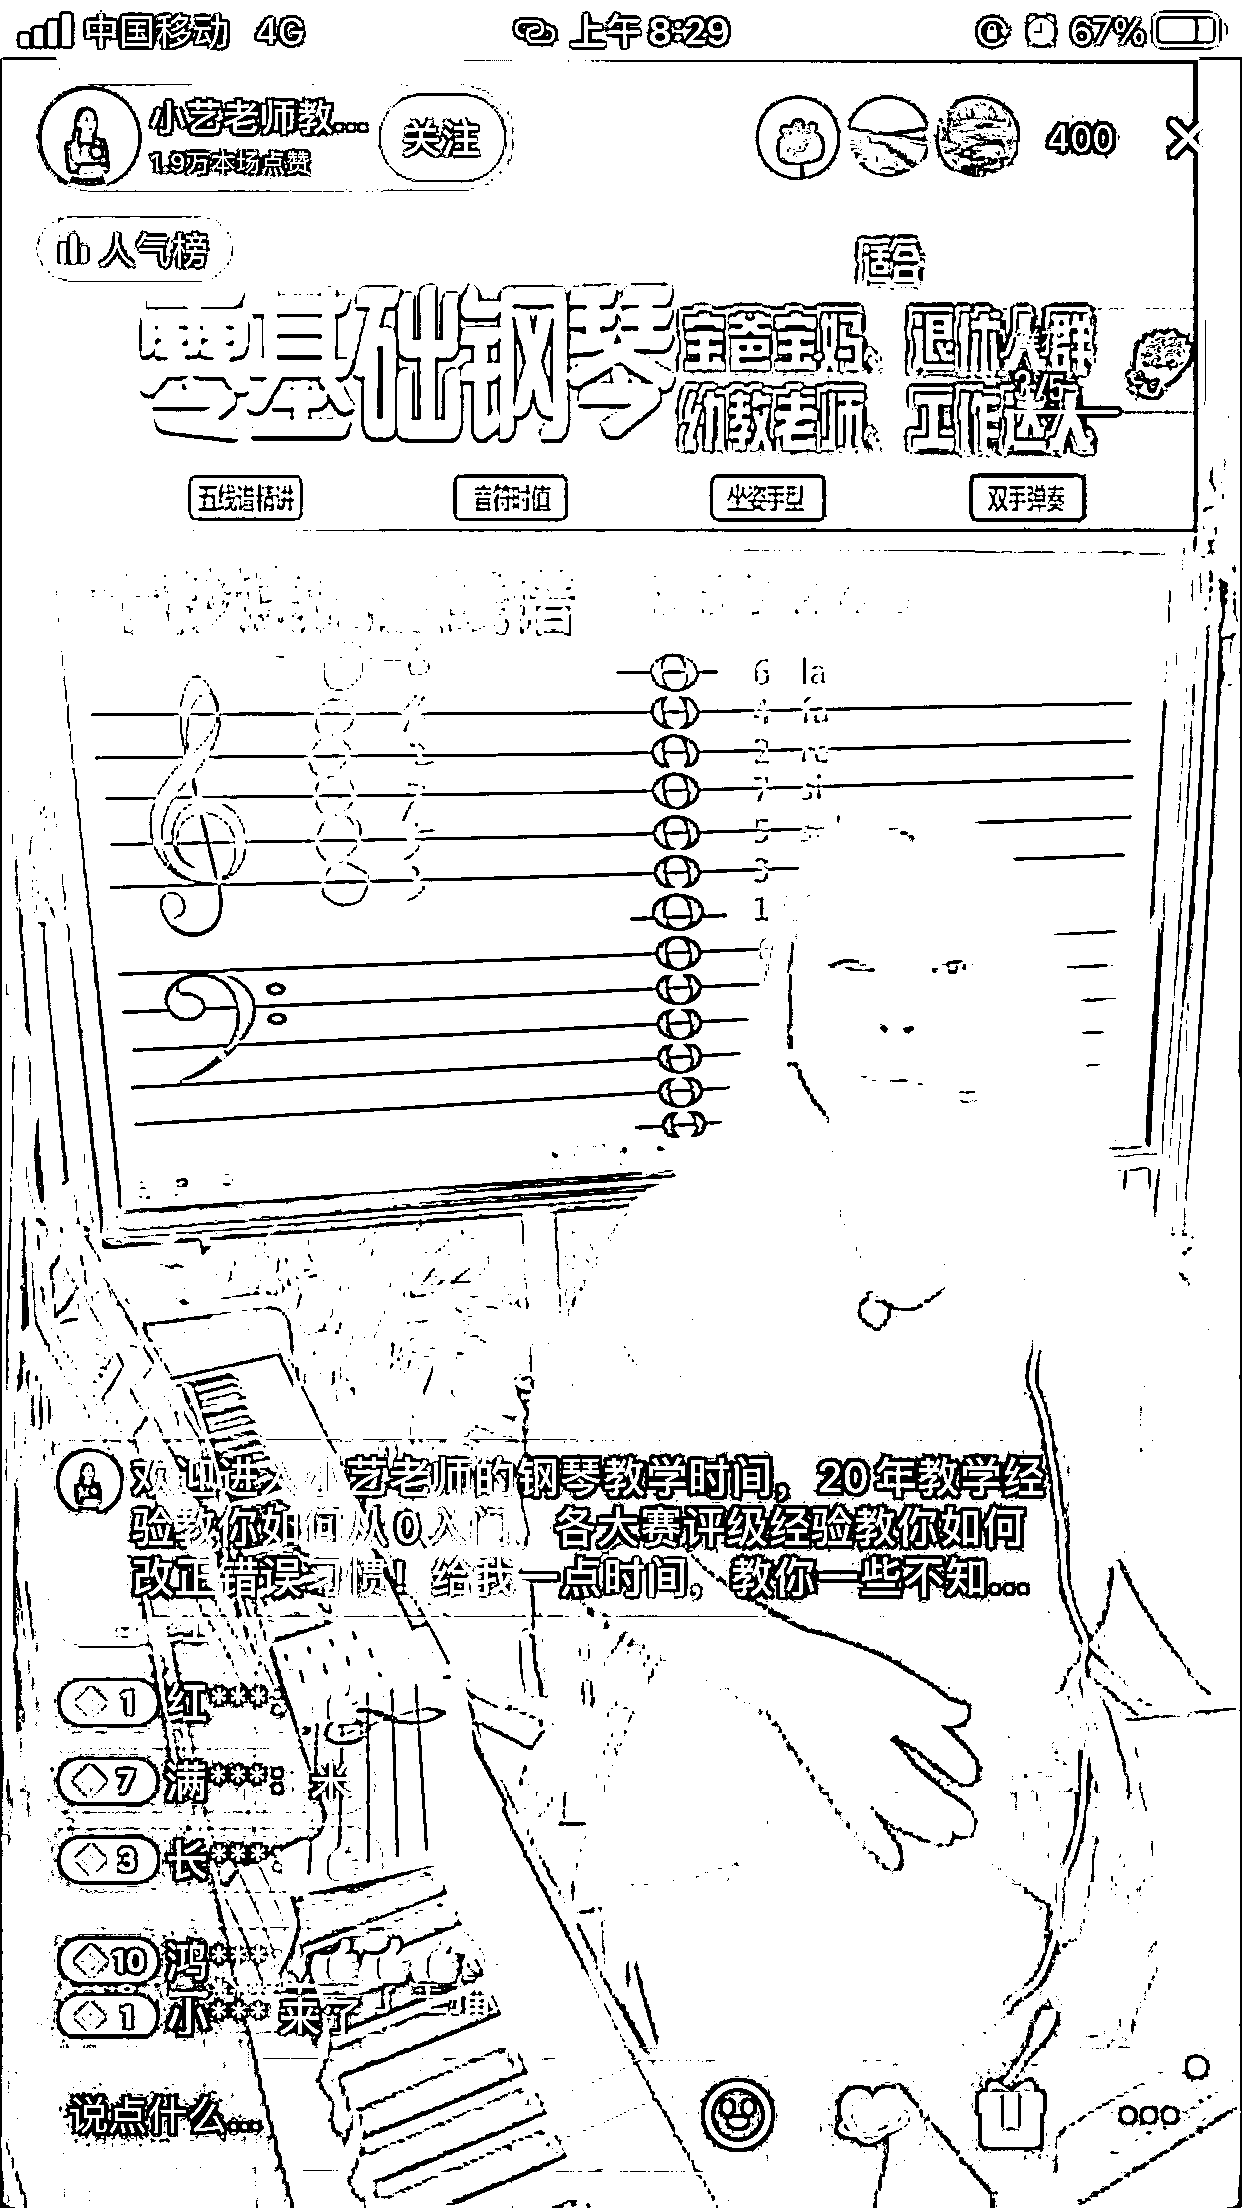 中国移动 4G 上午8:29 67%
小艺老师教...
1.9万本场点赞
关注
400
人气榜
适合
零基础钢琴
宝爸宝妈、退休人群
幼教老师、工作达人
3/5
五线谱精讲 音符时值 坐姿手型 双手弹奏
6 la
4 fa
2 re
7 si
5
3
1
欢迎进入小艺老师的钢琴教学时间，20年教学经
验教你如何从0入门，各大赛评级经验教你如何
改正错误习惯！给我一点时间，教你一些不知...
1 红***:
7 满***: 来
3 长***:
10 鸿***:
1 小*** 来了
说点什么...